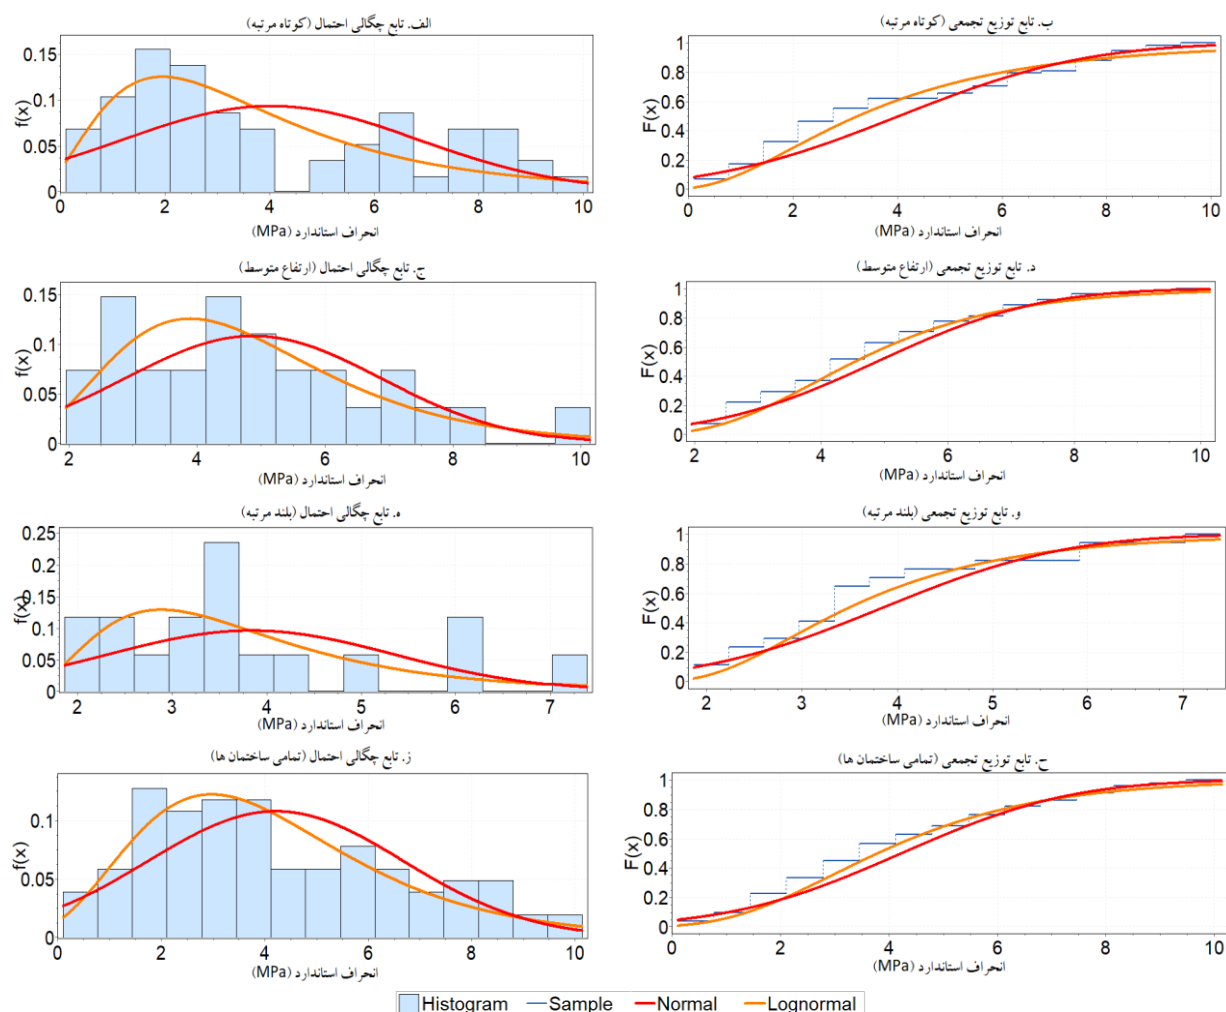 الف. تابع چگالی احتمال (کوتاه مرتبه)
f(x)
0.15
0.1
0.05
0
0 2 4 6 8 10
انحراف استاندارد (MPa)
ب. تابع توزیع تجمعی (کوتاه مرتبه)
F(x)
1
0.8
0.6
0.4
0.2
0
0 2 4 6 8 10
انحراف استاندارد (MPa)
ج. تابع چگالی احتمال (ارتفاع متوسط)
f(x)
0.15
0.1
0.05
0
2 4 6 8 10
انحراف استاندارد (MPa)
د. تابع توزیع تجمعی (ارتفاع متوسط)
F(x)
1
0.8
0.6
0.4
0.2
0
2 4 6 8 10
انحراف استاندارد (MPa)
ه. تابع چگالی احتمال (بلند مرتبه)
f(x)
0.25
0.2
0.15
0.1
0.05
0
2 3 4 5 6 7
انحراف استاندارد (MPa)
و. تابع توزیع تجمعی (بلند مرتبه)
F(x)
1
0.8
0.6
0.4
0.2
0
2 3 4 5 6 7
انحراف استاندارد (MPa)
ز. تابع چگالی احتمال (تمامی ساختمان ها)
f(x)
0.1
0.05
0
0 2 4 6 8 10
انحراف استاندارد (MPa)
ح. تابع توزیع تجمعی (تمامی ساختمان ها)
F(x)
1
0.8
0.6
0.4
0.2
0
0 2 4 6 8 10
انحراف استاندارد (MPa)
Histogram Sample Normal Lognormal